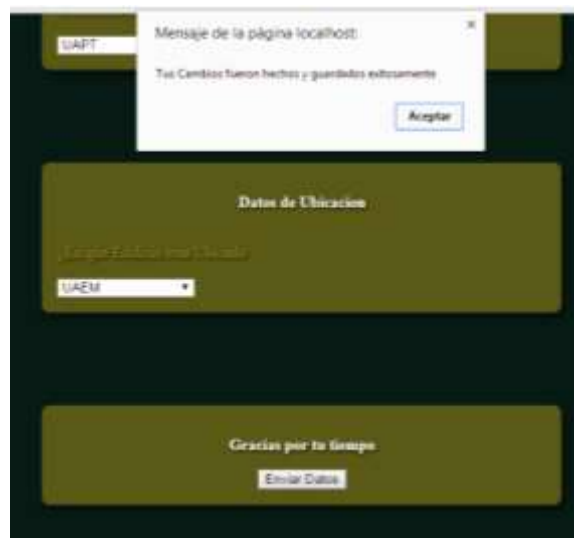 Mensaje de la página localhost:
UAPT
Tus Cambios fueron hechos y guardados exitosamente
Aceptar
Datos de Ubicacion
UAEM
Gracias por tu tiempo
Enviar Datos